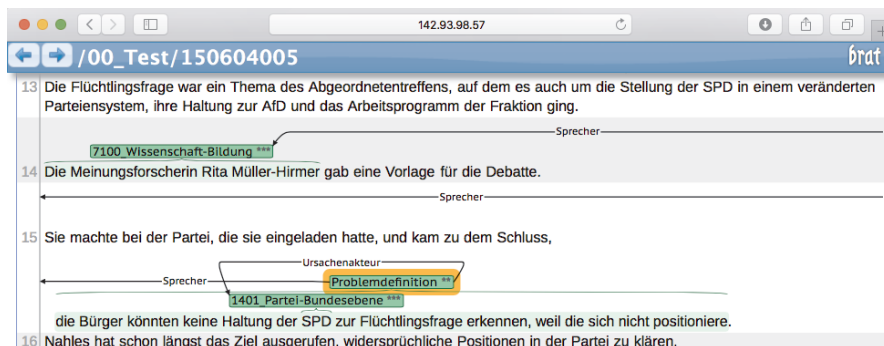 142.93.98.57
/00_Test/150604005
brat
13 Die Flüchtlingsfrage war ein Thema des Abgeordnetentreffens, auf dem es auch um die Stellung der SPD in einem veränderten
Parteiensystem, ihre Haltung zur AfD und das Arbeitsprogramm der Fraktion ging.
Sprecher
7100_Wissenschaft-Bildung ***
14 Die Meinungsforscherin Rita Müller-Hirmer gab eine Vorlage für die Debatte.
Sprecher
15 Sie machte bei der Partei, die sie eingeladen hatte, und kam zu dem Schluss,
Ursachenakteur
Sprecher Problemdefinition **
1401_Partei-Bundesebene ***
die Bürger könnten keine Haltung der SPD zur Flüchtlingsfrage erkennen, weil die sich nicht positioniere.
16 Nahles hat schon längst das Ziel ausgerufen, widersprüchliche Positionen in der Partei zu klären.